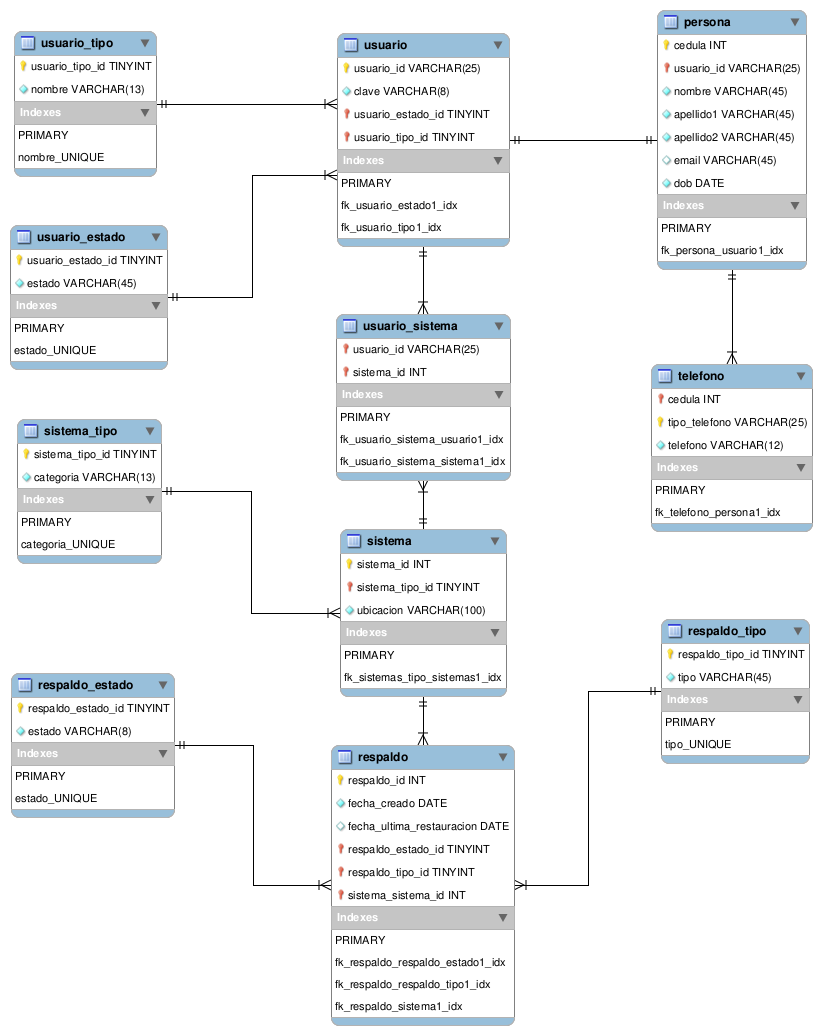 usuario_tipo
usuario_tipo_id TINYINT
nombre VARCHAR(13)
Indexes
PRIMARY
nombre_UNIQUE
usuario
usuario_id VARCHAR(25)
clave VARCHAR(8)
usuario_estado_id TINYINT
usuario_tipo_id TINYINT
Indexes
PRIMARY
fk_usuario_estado1_idx
fk_usuario_tipo1_idx
persona
cedula INT
usuario_id VARCHAR(25)
nombre VARCHAR(45)
apellido1 VARCHAR(45)
apellido2 VARCHAR(45)
email VARCHAR(45)
dob DATE
Indexes
PRIMARY
fk_persona_usuario1_idx
usuario_estado
usuario_estado_id TINYINT
estado VARCHAR(45)
Indexes
PRIMARY
estado_UNIQUE
usuario_sistema
usuario_id VARCHAR(25)
sistema_id INT
Indexes
PRIMARY
fk_usuario_sistema_usuario1_idx
fk_usuario_sistema_sistema1_idx
telefono
cedula INT
tipo_telefono VARCHAR(25)
telefono VARCHAR(12)
Indexes
PRIMARY
fk_telefono_persona1_idx
sistema_tipo
sistema_tipo_id TINYINT
categoria VARCHAR(13)
Indexes
PRIMARY
categoria_UNIQUE
sistema
sistema_id INT
sistema_tipo_id TINYINT
ubicacion VARCHAR(100)
Indexes
PRIMARY
fk_sistemas_tipo_sistemas1_idx
respaldo_tipo
respaldo_tipo_id TINYINT
tipo VARCHAR(45)
Indexes
PRIMARY
tipo_UNIQUE
respaldo_estado
respaldo_estado_id TINYINT
estado VARCHAR(8)
Indexes
PRIMARY
estado_UNIQUE
respaldo
respaldo_id INT
fecha_creado DATE
fecha_ultima_restauracion DATE
respaldo_estado_id TINYINT
respaldo_tipo_id TINYINT
sistema_sistema_id INT
Indexes
PRIMARY
fk_respaldo_respaldo_estado1_idx
fk_respaldo_respaldo_tipo1_idx
fk_respaldo_sistema1_idx